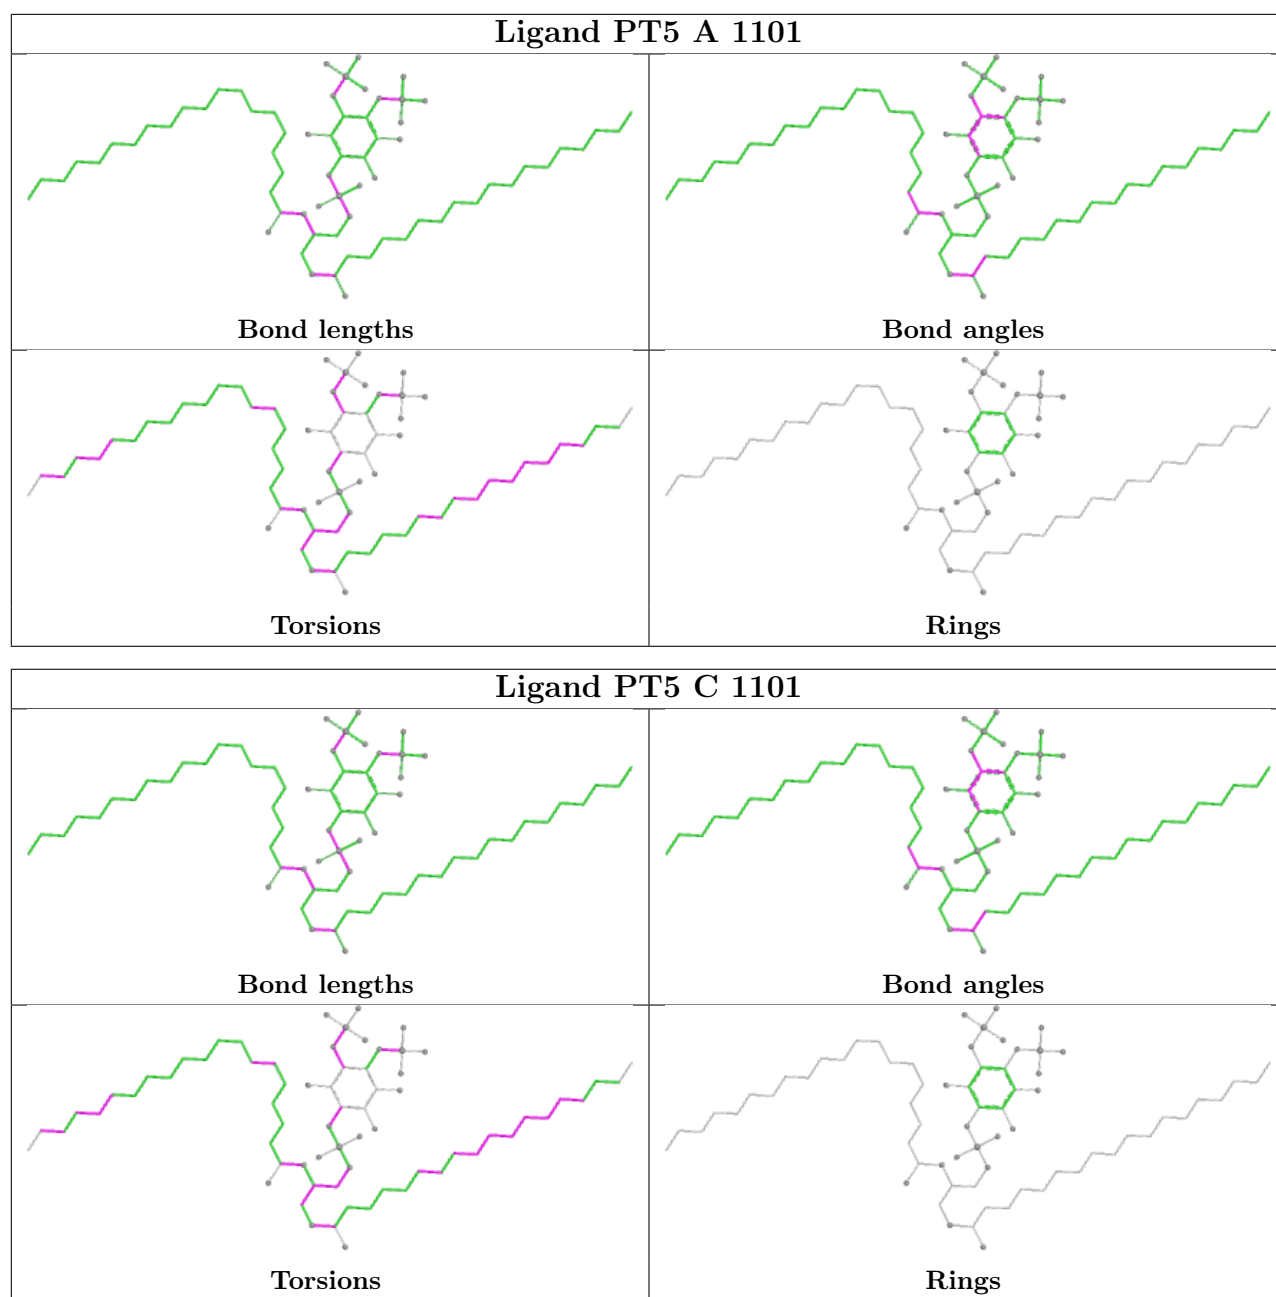 Ligand PT5 A 1101
Bond lengths
Bond angles
Torsions
Rings
Ligand PT5 C 1101
Bond lengths
Bond angles
Torsions
Rings